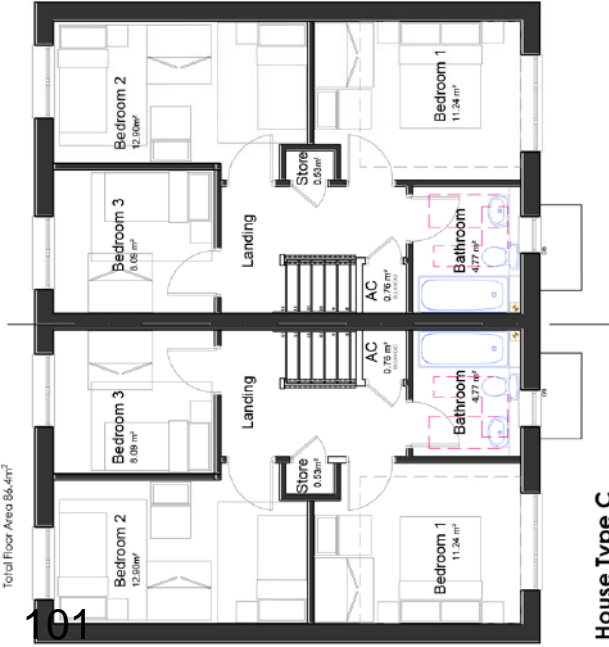 Total Floor Area 86.4m²
Bedroom 2
12.90m²
Bedroom 1
11.24 m²
Store
0.53m²
Bedroom 3
8.09 m²
Landing
AC
0.76 m²
Bathroom
4.77 m²
Bedroom 3
8.09 m²
Landing
AC
0.76 m²
Bathroom
4.77 m²
Store
0.53m²
Bedroom 2
12.90m²
Bedroom 1
11.24 m²
House Type C
101